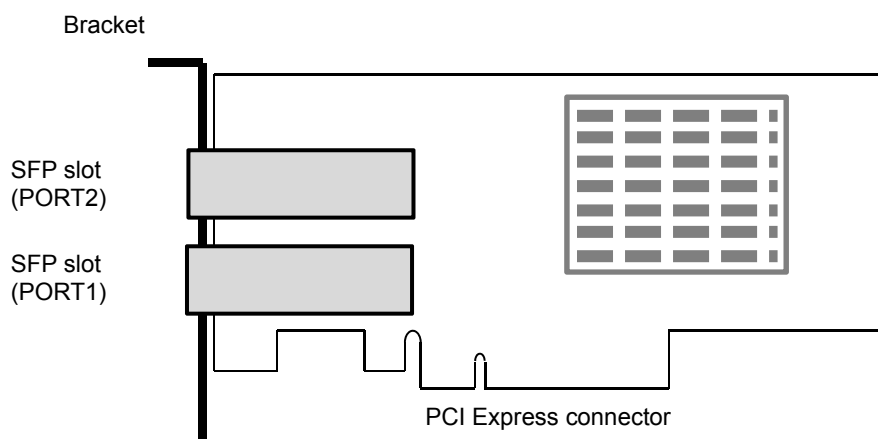 Bracket
SFP slot
(PORT2)
SFP slot
(PORT1)
PCI Express connector